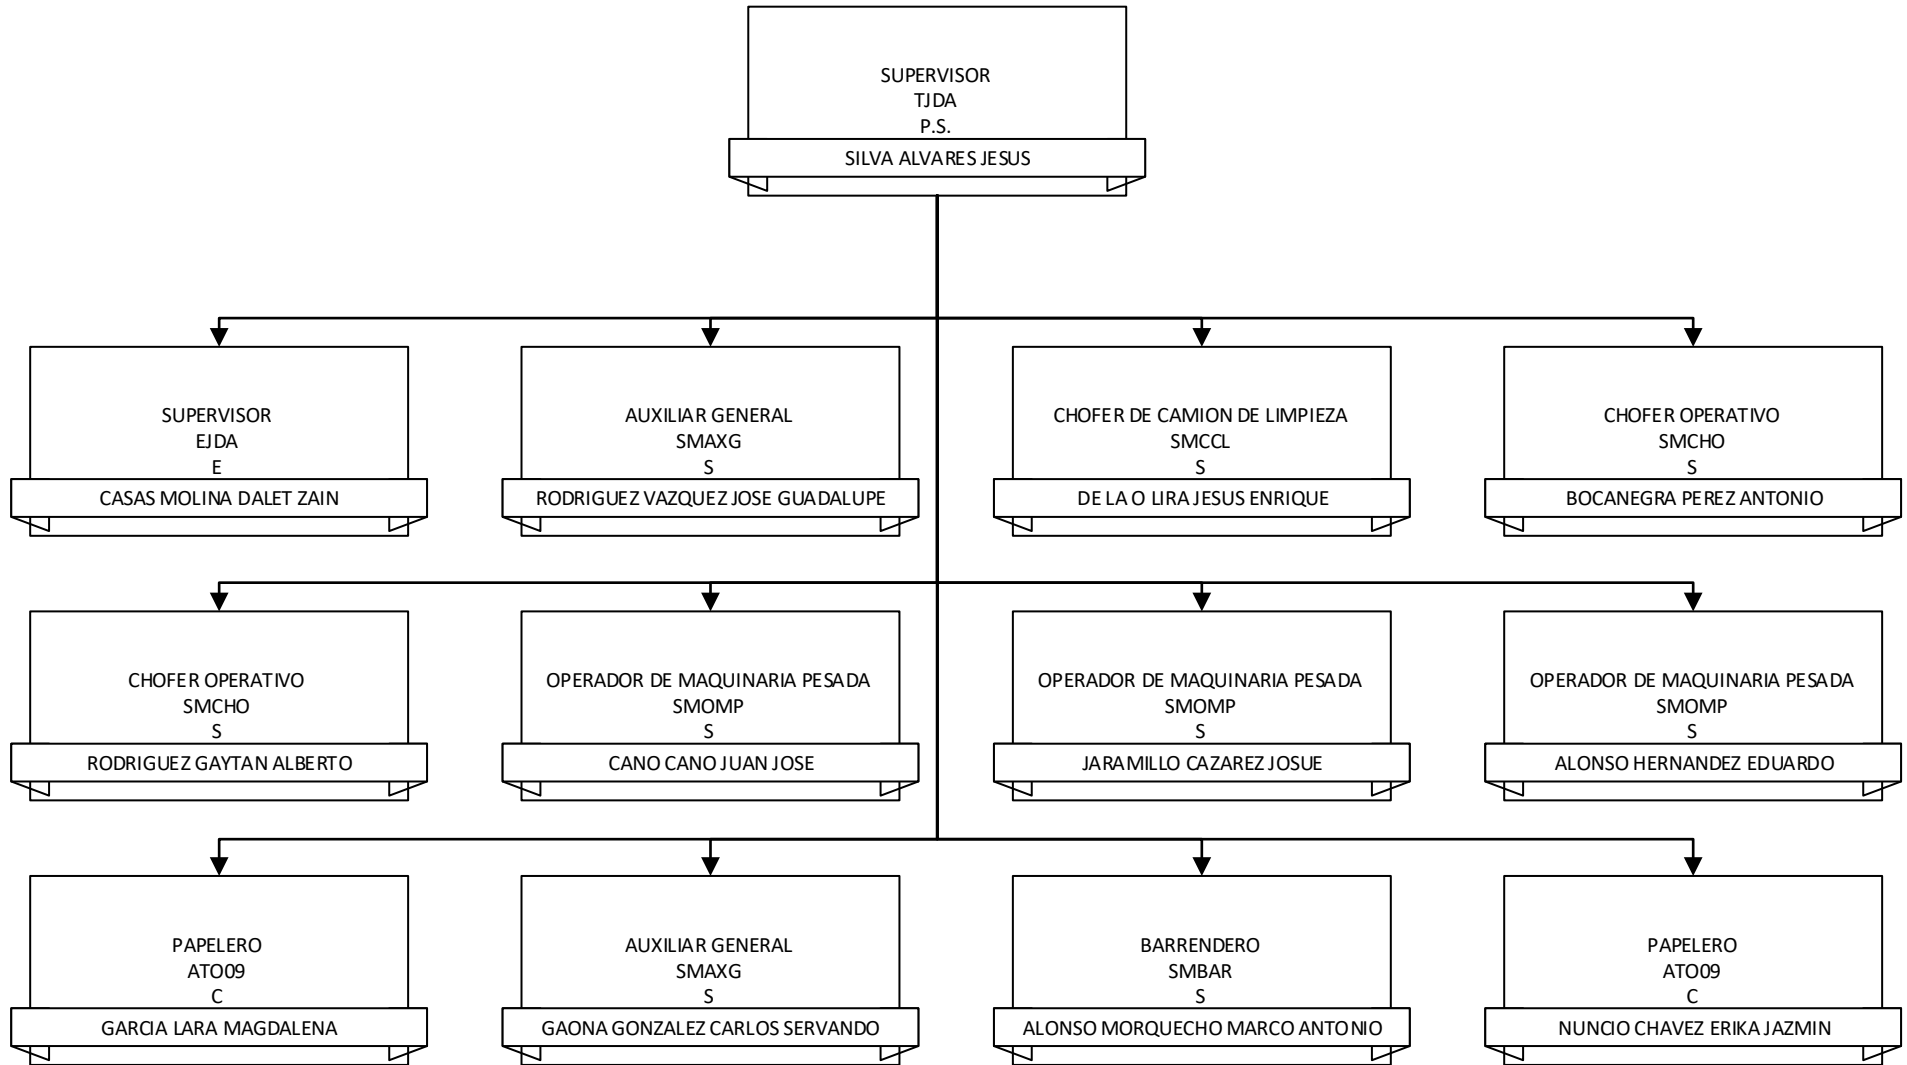 SUPERVISOR
TJDA
P.S.
SILVA ALVARES JESUS
SUPERVISOR
EJDA
E
CASAS MOLINA DALET ZAIN
AUXILIAR GENERAL
SMAXG
S
RODRIGUEZ VAZQUEZ JOSE GUADALUPE
CHOFER DE CAMION DE LIMPIEZA
SMCCL
S
DE LA O LIRA JESUS ENRIQUE
CHOFER OPERATIVO
SMCHO
S
BOCANEGRA PEREZ ANTONIO
CHOFER OPERATIVO
SMCHO
S
RODRIGUEZ GAYTAN ALBERTO
OPERADOR DE MAQUINARIA PESADA
SMOMP
S
CANO CANO JUAN JOSE
OPERADOR DE MAQUINARIA PESADA
SMOMP
S
JARAMILLO CAZAREZ JOSUE
OPERADOR DE MAQUINARIA PESADA
SMOMP
S
ALONSO HERNANDEZ EDUARDO
PAPELERO
ATO09
C
GARCIA LARA MAGDALENA
AUXILIAR GENERAL
SMAXG
S
GAONA GONZALEZ CARLOS SERVANDO
BARRENDERO
SMBAR
S
ALONSO MORQUECHO MARCO ANTONIO
PAPELERO
ATO09
C
NUNCIO CHAVEZ ERIKA JAZMIN